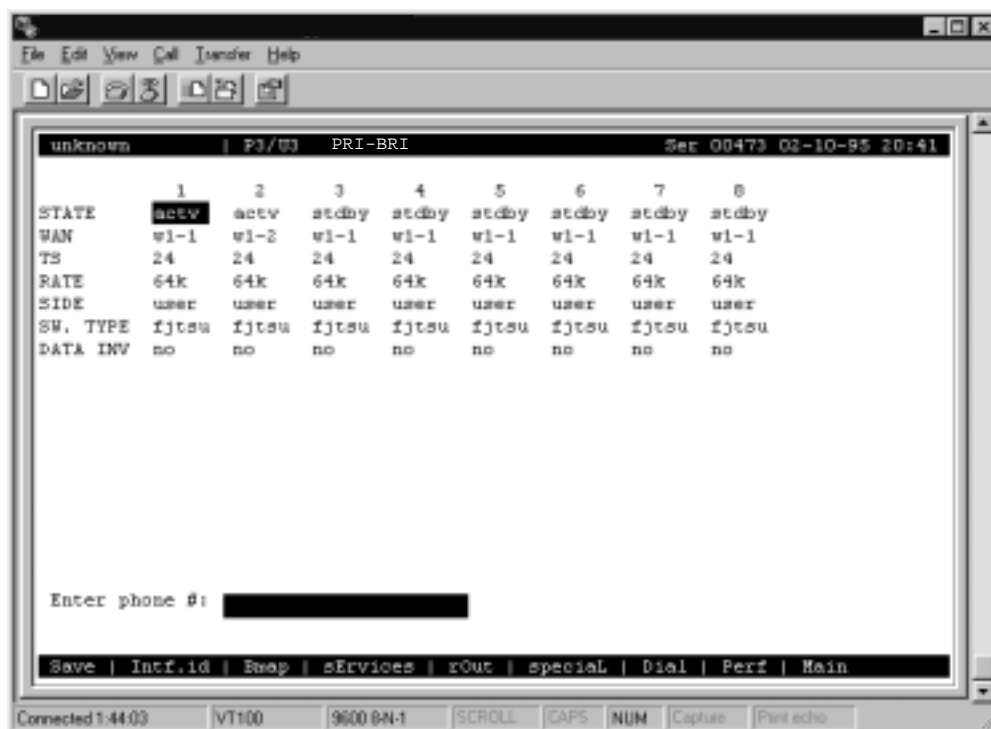 File Edit View Call Transfer Help
unknown | P3/U3 PRI-BRI Ser 00473 02-10-95 20:41
1 2 3 4 5 6 7 8
STATE actv actv stdby stdby stdby stdby stdby stdby
WAN w1-1 w1-2 w1-1 w1-1 w1-1 w1-1 w1-1 w1-1
TS 24 24 24 24 24 24 24 24
RATE 64k 64k 64k 64k 64k 64k 64k 64k
SIDE user user user user user user user user
SW. TYPE fjtsu fjtsu fjtsu fjtsu fjtsu fjtsu fjtsu fjtsu
DATA INV no no no no no no no no
Enter phone #:
Save | Intf.id | Bmap | sErvices | rOut | speciaL | Dial | Perf | Main
Connected 1:44:03 VT100 9600 8-N-1 SCROLL CAPS NUM Capture Print echo